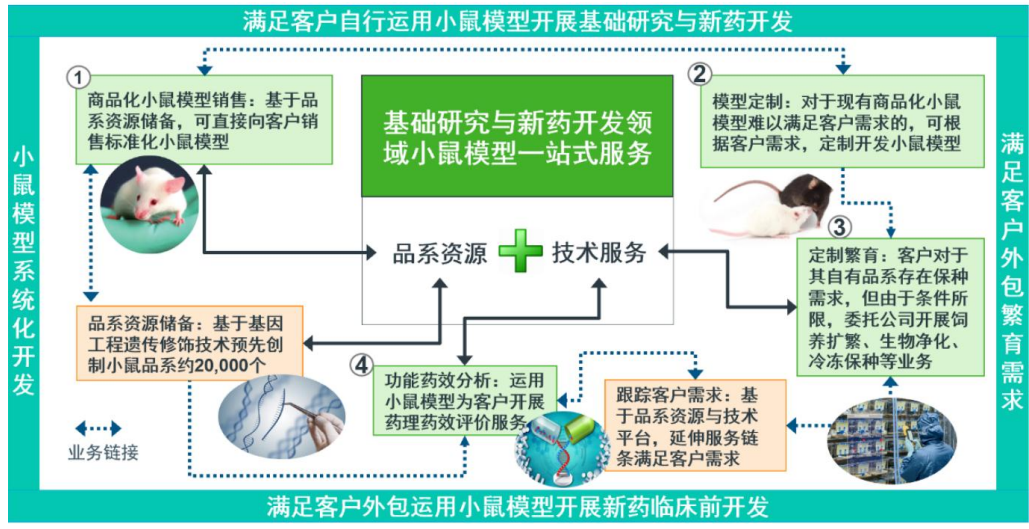 满足客户自行运用小鼠模型开展基础研究与新药开发
小鼠模型系统化开发
①
商品化小鼠模型销售：基于品
系资源储备，可直接向客户销
售标准化小鼠模型
基础研究与新药开发领
域小鼠模型一站式服务
②
模型定制：对于现有商品化小鼠
模型难以满足客户需求的，可根
据客户需求，定制开发小鼠模型
品系资源
技术服务
③
定制繁育：客户对于
其自有品系存在保种
需求，但由于条件所
限，委托公司开展饲
养扩繁、生物净化、
冷冻保种等业务
品系资源储备：基于基因
工程遗传修饰技术预先创
制小鼠品系约20,000个
④
功能药效分析：运用
小鼠模型为客户开展
药理药效评价服务
跟踪客户需求：基
于品系资源与技术
平台，延伸服务链
条满足客户需求
业务链接
满足客户外包繁育需求
满足客户外包运用小鼠模型开展新药临床前开发